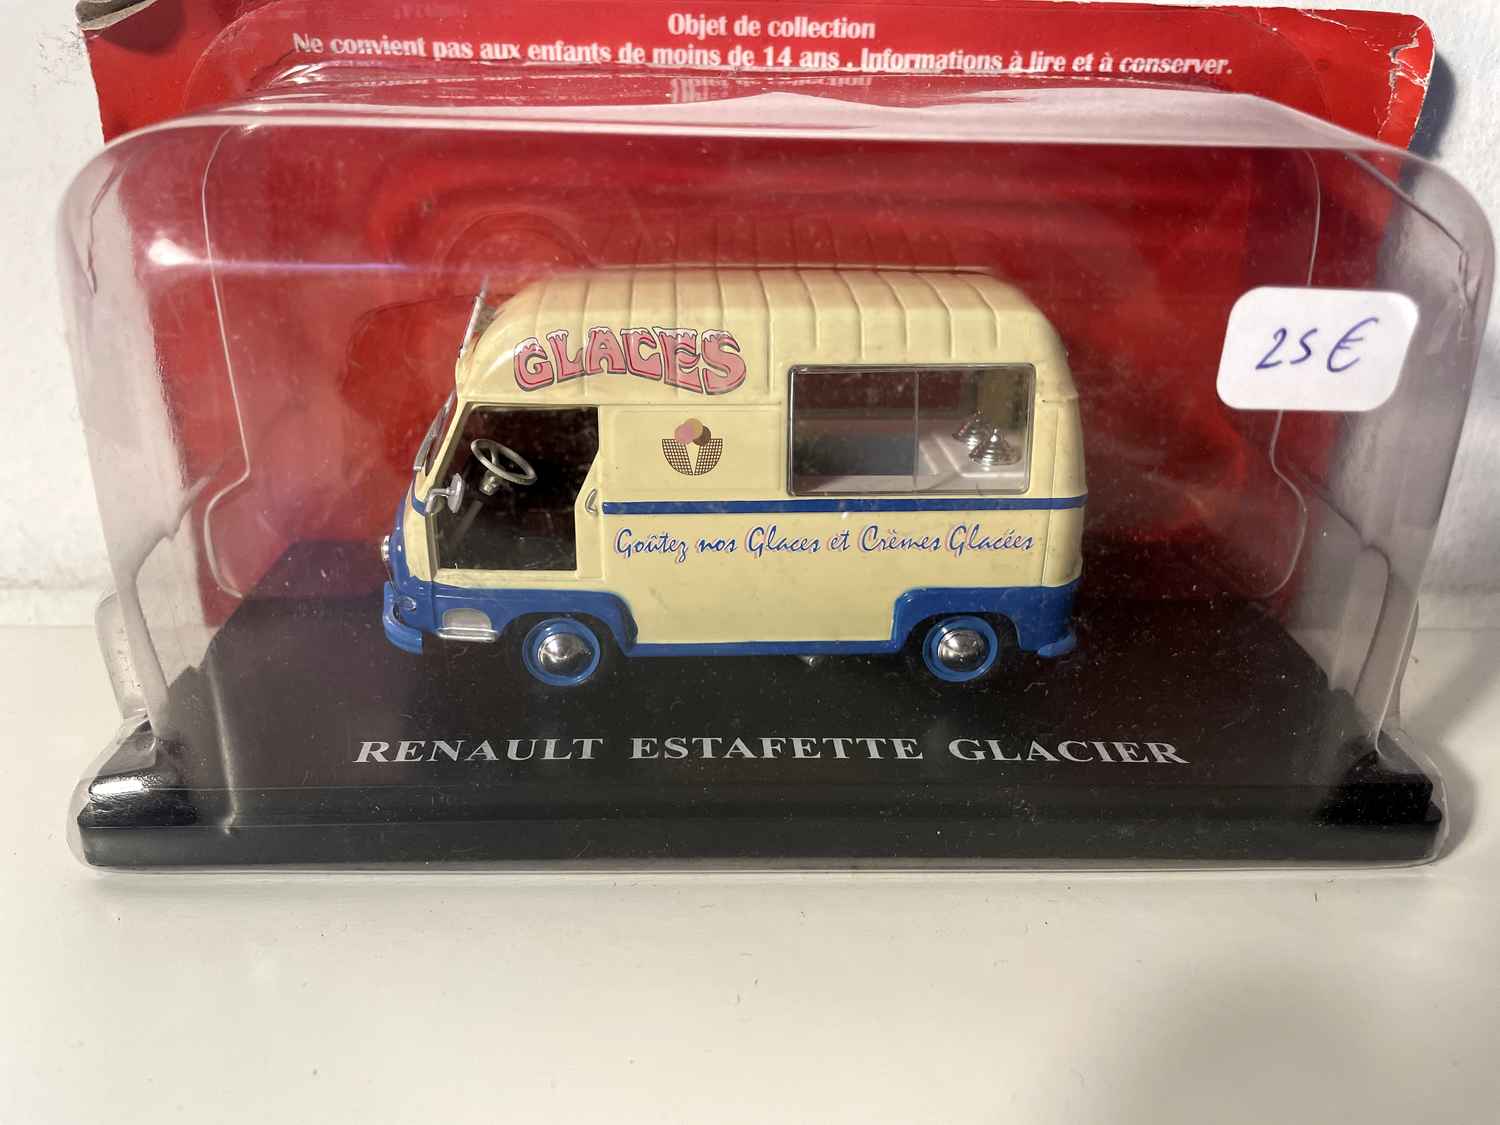 Objet de collection
Ne convient pas aux enfants de moins de 14 ans . Informations à lire et à conserver.
25€
GLACES
Goûtez nos Glaces et Crèmes Glacées
RENAULT ESTAFETTE GLACIER